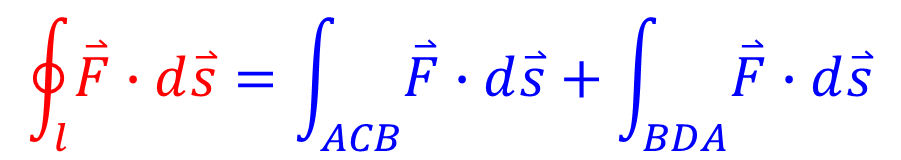 ∮_l F⃗ · ds⃗ = ∫_ACB F⃗ · ds⃗ + ∫_BDA F⃗ · ds⃗